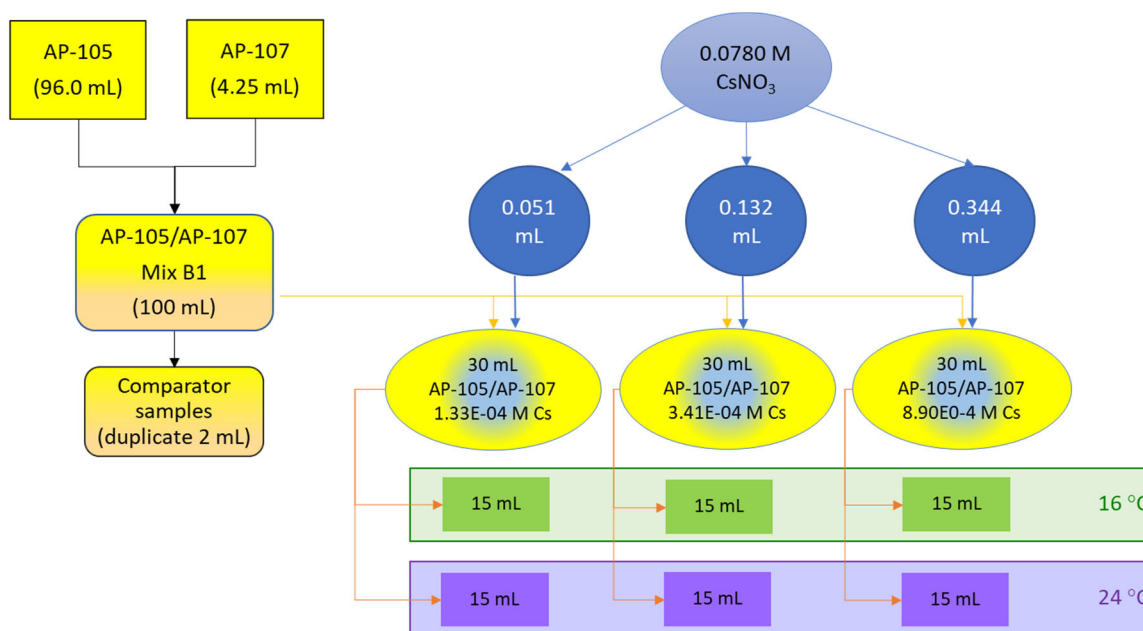 AP-105
(96.0 mL)
AP-107
(4.25 mL)
0.0780 M
CsNO₃
0.051
mL
0.132
mL
0.344
mL
AP-105/AP-107
Mix B1
(100 mL)
Comparator
samples
(duplicate 2 mL)
30 mL
AP-105/AP-107
1.33E-04 M Cs
30 mL
AP-105/AP-107
3.41E-04 M Cs
30 mL
AP-105/AP-107
8.90E0-4 M Cs
15 mL
15 mL
15 mL
16 °C
15 mL
15 mL
15 mL
24 °C